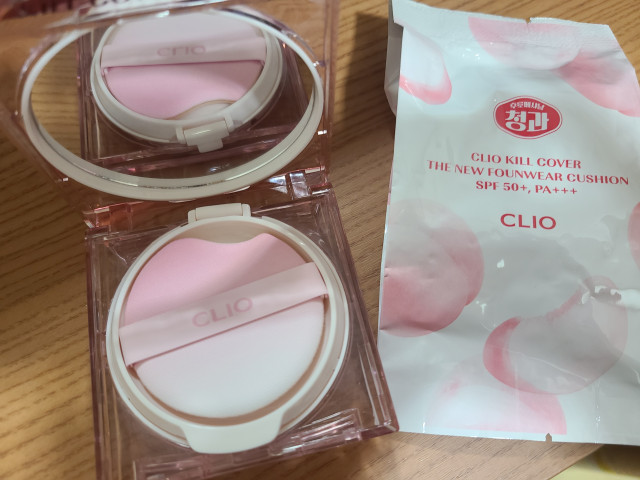 CLIO
CLIO
청과
CLIO KILL COVER
THE NEW FOUNWEAR CUSHION
SPF 50+, PA+++
CLIO